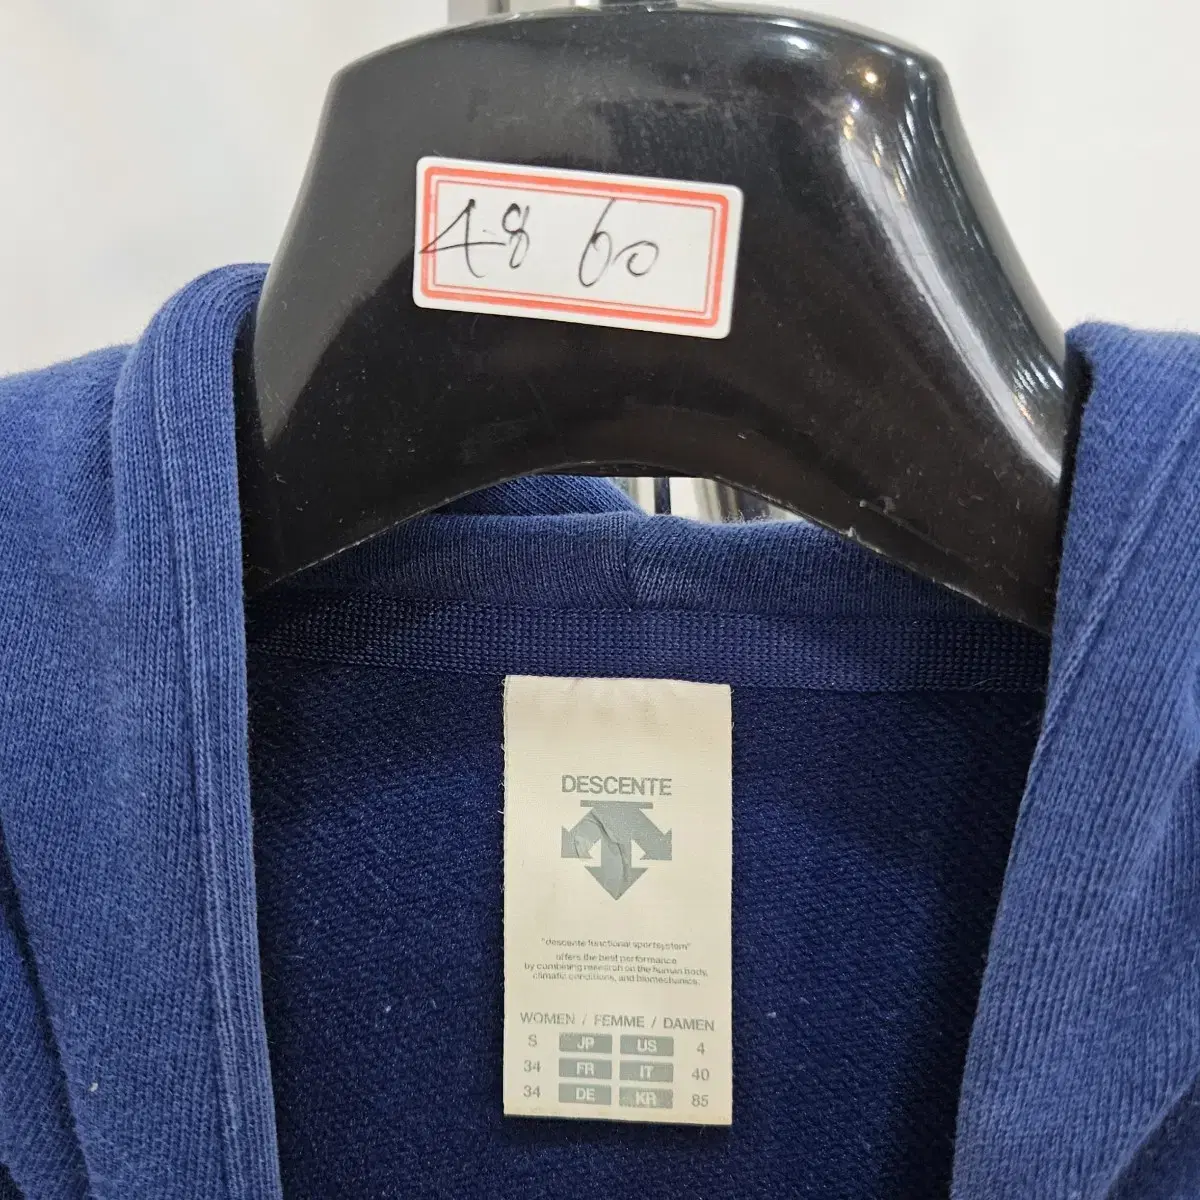 48 60
DESCENTE
"descente functional sportsystem"
offers the best performance
by combining research on the human body,
climatic conditions, and biomechanics.
WOMEN / FEMME / DAMEN
S JP US 4
34 FR IT 40
34 DE KR 85